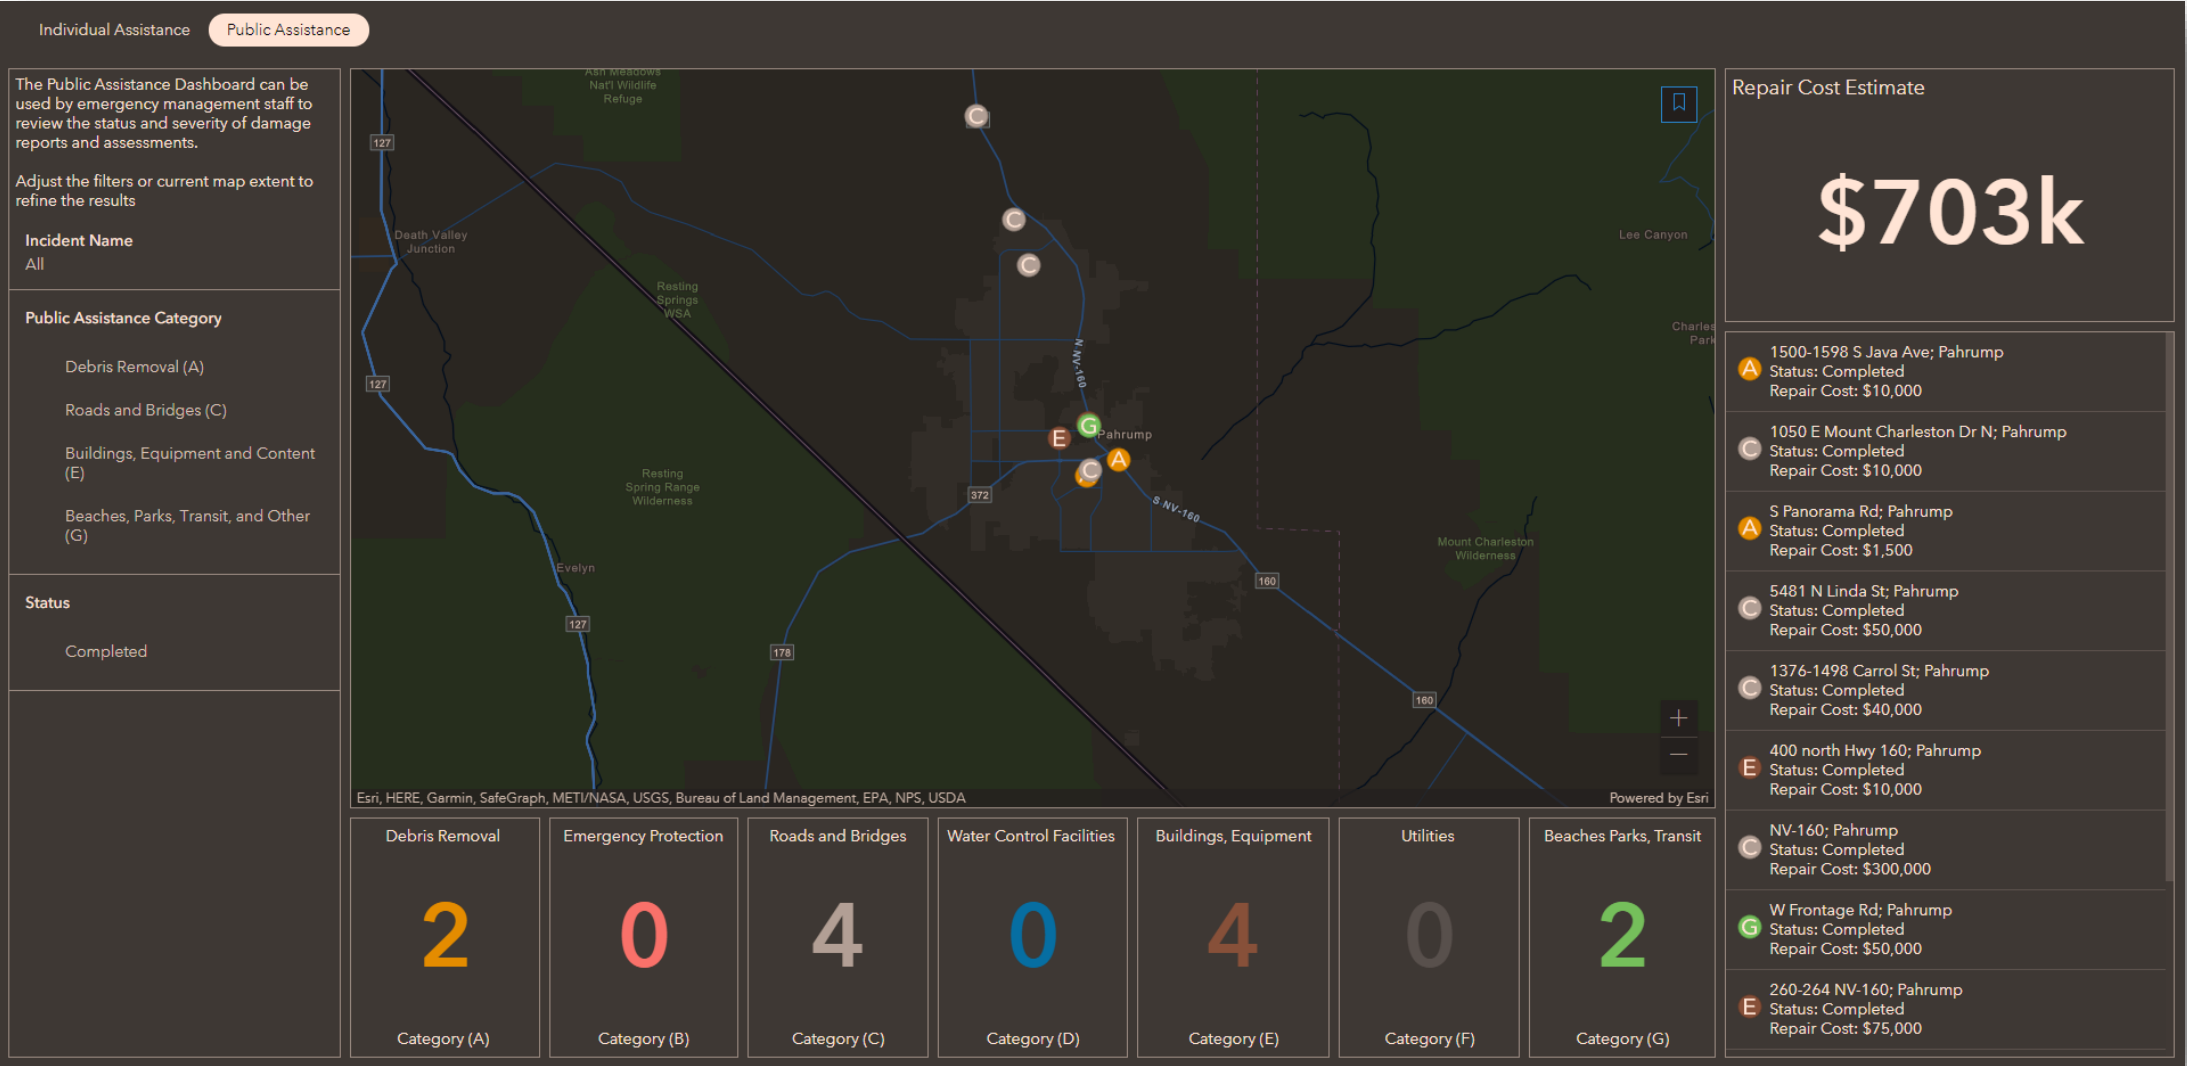 Individual Assistance
Public Assistance
The Public Assistance Dashboard can be
used by emergency management staff to
review the status and severity of damage
reports and assessments.
Adjust the filters or current map extent to
refine the results
Incident Name
All
Public Assistance Category
Debris Removal (A)
Roads and Bridges (C)
Buildings, Equipment and Content
(E)
Beaches, Parks, Transit, and Other
(G)
Status
Completed
Ash Meadows
Nat'l Wildlife
Refuge
127
Death Valley
Junction
Resting
Springs
WSA
127
Resting
Spring Range
Wilderness
Evelyn
127
178
372
C
C
C
N NV-160
G
E
Pahrump
A
C
S NV-160
160
160
Lee Canyon
Charles
Park
Mount Charleston
Wilderness
+
−
Esri, HERE, Garmin, SafeGraph, METI/NASA, USGS, Bureau of Land Management, EPA, NPS, USDA
Powered by Esri
Debris Removal
2
Category (A)
Emergency Protection
0
Category (B)
Roads and Bridges
4
Category (C)
Water Control Facilities
0
Category (D)
Buildings, Equipment
4
Category (E)
Utilities
0
Category (F)
Beaches Parks, Transit
2
Category (G)
Repair Cost Estimate
$703k
A
1500-1598 S Java Ave; Pahrump
Status: Completed
Repair Cost: $10,000
C
1050 E Mount Charleston Dr N; Pahrump
Status: Completed
Repair Cost: $10,000
A
S Panorama Rd; Pahrump
Status: Completed
Repair Cost: $1,500
C
5481 N Linda St; Pahrump
Status: Completed
Repair Cost: $50,000
C
1376-1498 Carrol St; Pahrump
Status: Completed
Repair Cost: $40,000
E
400 north Hwy 160; Pahrump
Status: Completed
Repair Cost: $10,000
C
NV-160; Pahrump
Status: Completed
Repair Cost: $300,000
G
W Frontage Rd; Pahrump
Status: Completed
Repair Cost: $50,000
E
260-264 NV-160; Pahrump
Status: Completed
Repair Cost: $75,000